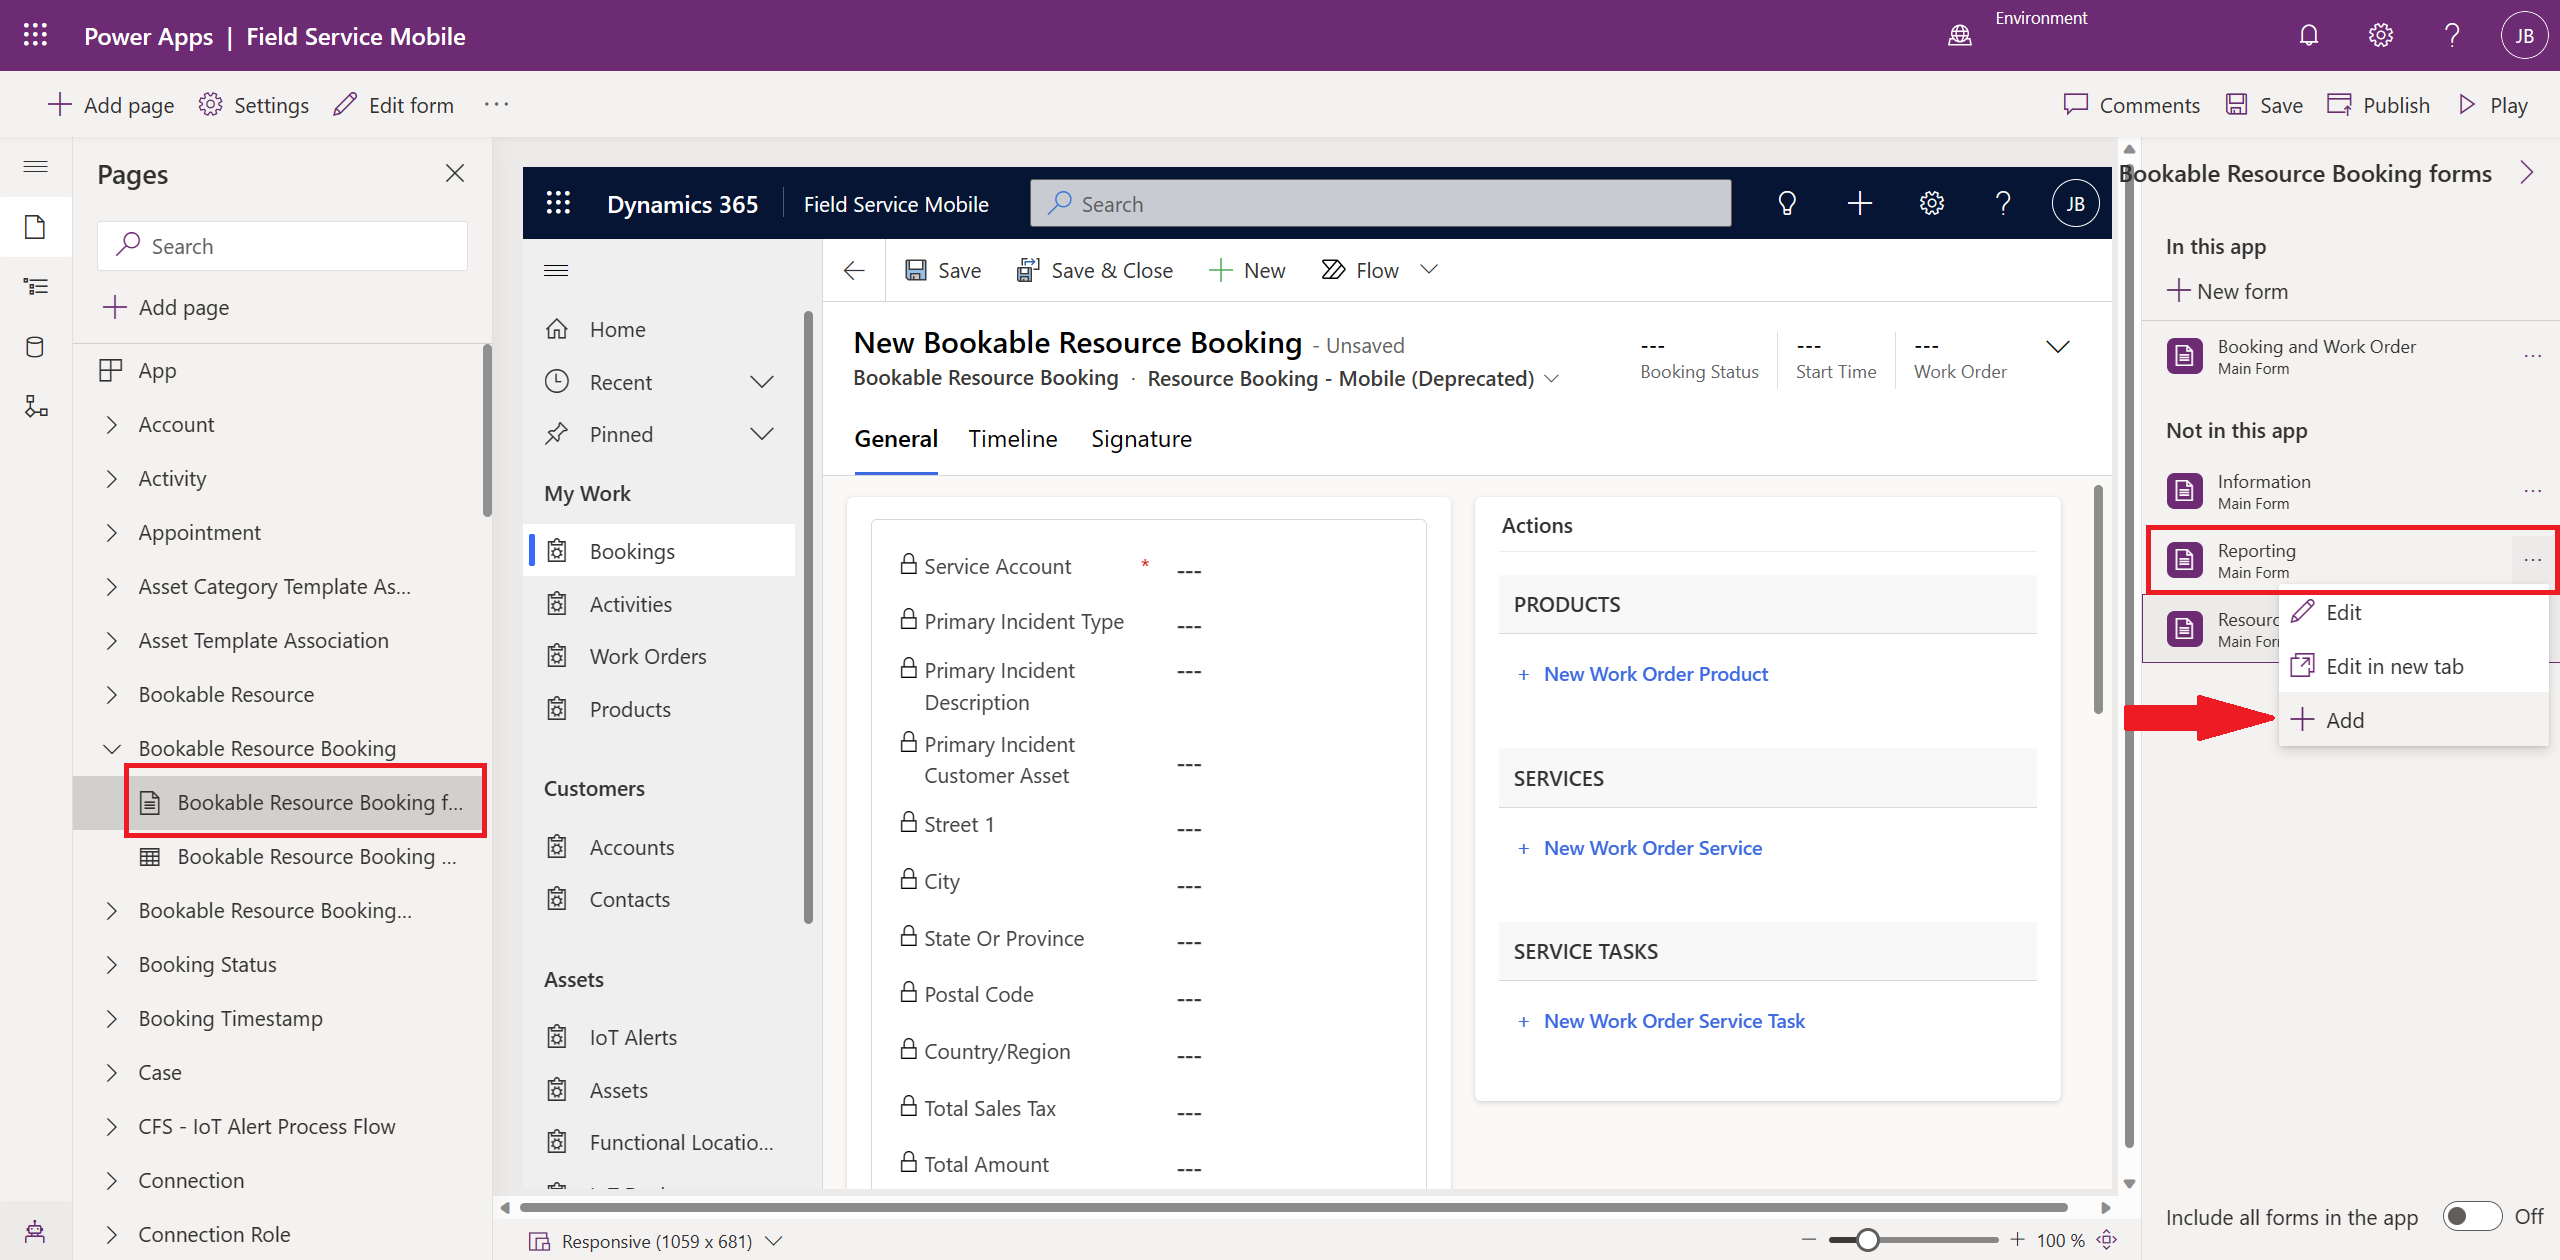 Power Apps | Field Service Mobile
Environment
JB
Add page
Settings
Edit form
Comments
Save
Publish
Play
Pages
Search
Add page
App
Account
Activity
Appointment
Asset Category Template As...
Asset Template Association
Bookable Resource
Bookable Resource Booking
Bookable Resource Booking f...
Bookable Resource Booking ...
Bookable Resource Booking...
Booking Status
Booking Timestamp
Case
CFS - IoT Alert Process Flow
Connection
Connection Role
Dynamics 365
Field Service Mobile
Search
JB
Home
Recent
Pinned
My Work
Bookings
Activities
Work Orders
Products
Customers
Accounts
Contacts
Assets
IoT Alerts
Assets
Functional Locatio...
Save
Save & Close
New
Flow
New Bookable Resource Booking - Unsaved
Bookable Resource Booking · Resource Booking - Mobile (Deprecated)
---
Booking Status
---
Start Time
---
Work Order
General
Timeline
Signature
Service Account * ---
Primary Incident Type ---
Primary Incident ---
Description
Primary Incident
Customer Asset ---
Street 1 ---
City ---
State Or Province ---
Postal Code ---
Country/Region ---
Total Sales Tax ---
Total Amount ---
Actions
PRODUCTS
+ New Work Order Product
SERVICES
+ New Work Order Service
SERVICE TASKS
+ New Work Order Service Task
Responsive (1059 x 681)
100 %
Bookable Resource Booking forms
In this app
New form
Booking and Work Order
Main Form
Not in this app
Information
Main Form
Reporting
Main Form
Edit
Edit in new tab
Add
Include all forms in the app
Off